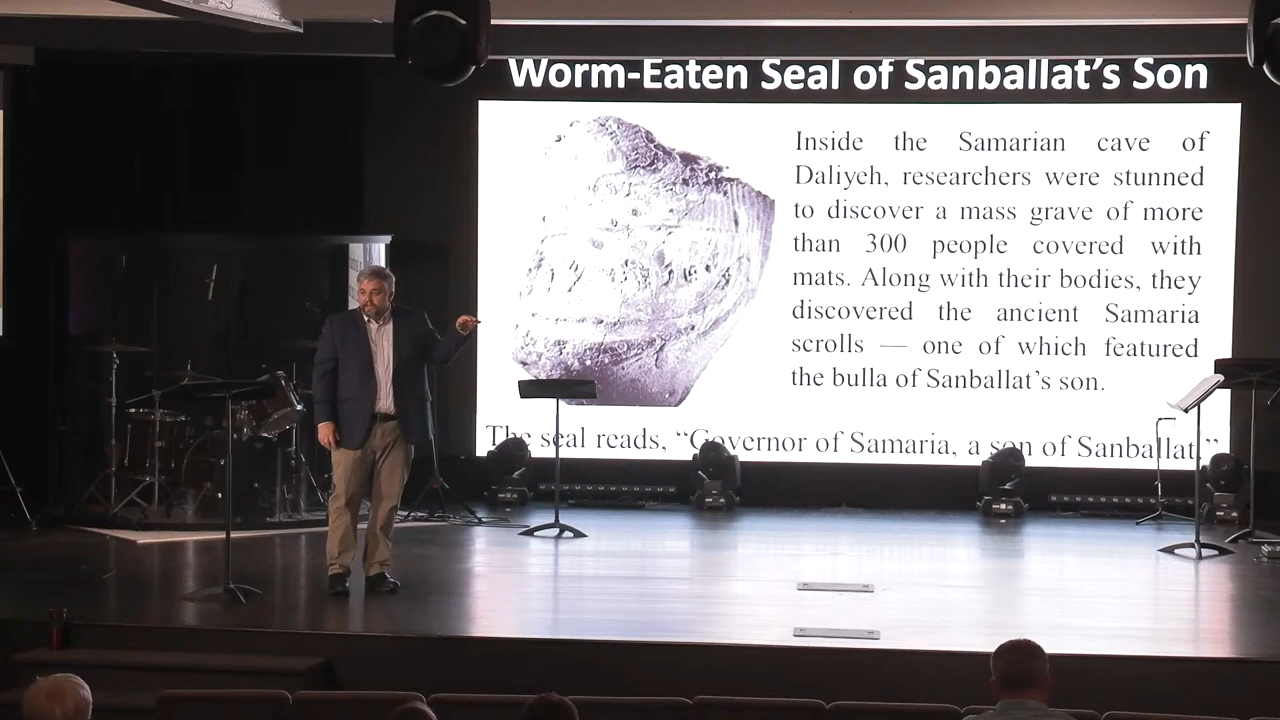 Worm-Eaten Seal of Sanballat's Son
Inside the Samarian cave of
Daliyeh, researchers were stunned
to discover a mass grave of more
than 300 people covered with
mats. Along with their bodies, they
discovered the ancient Samaria
scrolls — one of which featured
the bulla of Sanballat's son.
The seal reads, “Governor of Samaria, a son of Sanballat.”